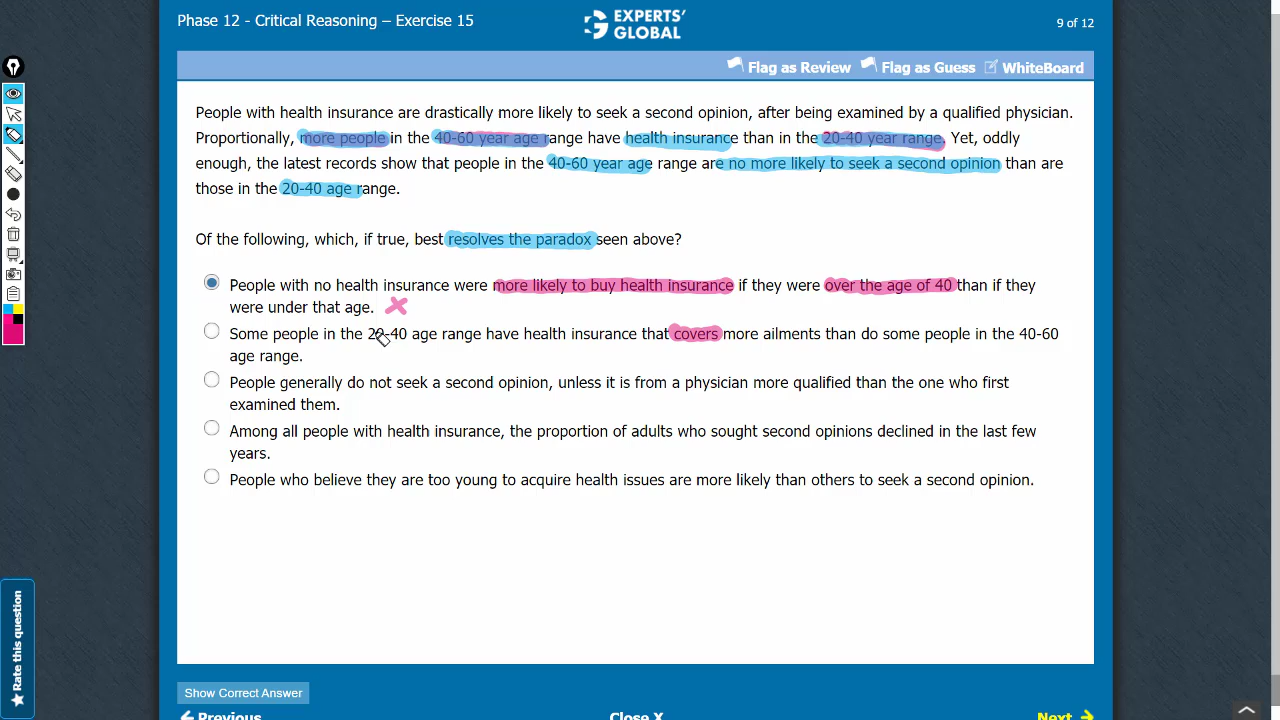 Phase 12 - Critical Reasoning – Exercise 15
EXPERTS'
GLOBAL
9 of 12
Flag as Review
Flag as Guess
WhiteBoard
People with health insurance are drastically more likely to seek a second opinion, after being examined by a qualified physician.
Proportionally, more people in the 40-60 year age range have health insurance than in the 20-40 year range. Yet, oddly
enough, the latest records show that people in the 40-60 year age range are no more likely to seek a second opinion than are
those in the 20-40 age range.
Of the following, which, if true, best resolves the paradox seen above?
People with no health insurance were more likely to buy health insurance if they were over the age of 40 than if they
were under that age.
Some people in the 20-40 age range have health insurance that covers more ailments than do some people in the 40-60
age range.
People generally do not seek a second opinion, unless it is from a physician more qualified than the one who first
examined them.
Among all people with health insurance, the proportion of adults who sought second opinions declined in the last few
years.
People who believe they are too young to acquire health issues are more likely than others to seek a second opinion.
Rate this question
Show Correct Answer
Previous
Close X
Next